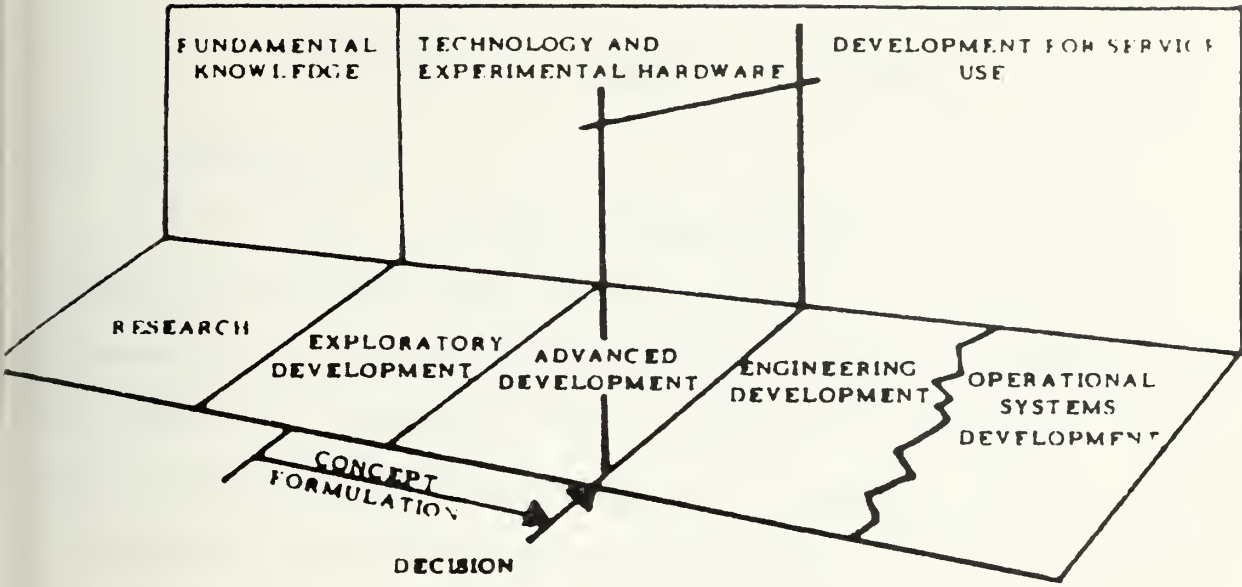 FUNDAMENTAL
KNOWLEDGE
TECHNOLOGY AND
EXPERIMENTAL HARDWARE
DEVELOPMENT FOR SERVICE
USE
RESEARCH
EXPLORATORY
DEVELOPMENT
ADVANCED
DEVELOPMENT
ENGINEERING
DEVELOPMENT
OPERATIONAL
SYSTEMS
DEVELOPMENT
CONCEPT
FORMULATION
DECISION